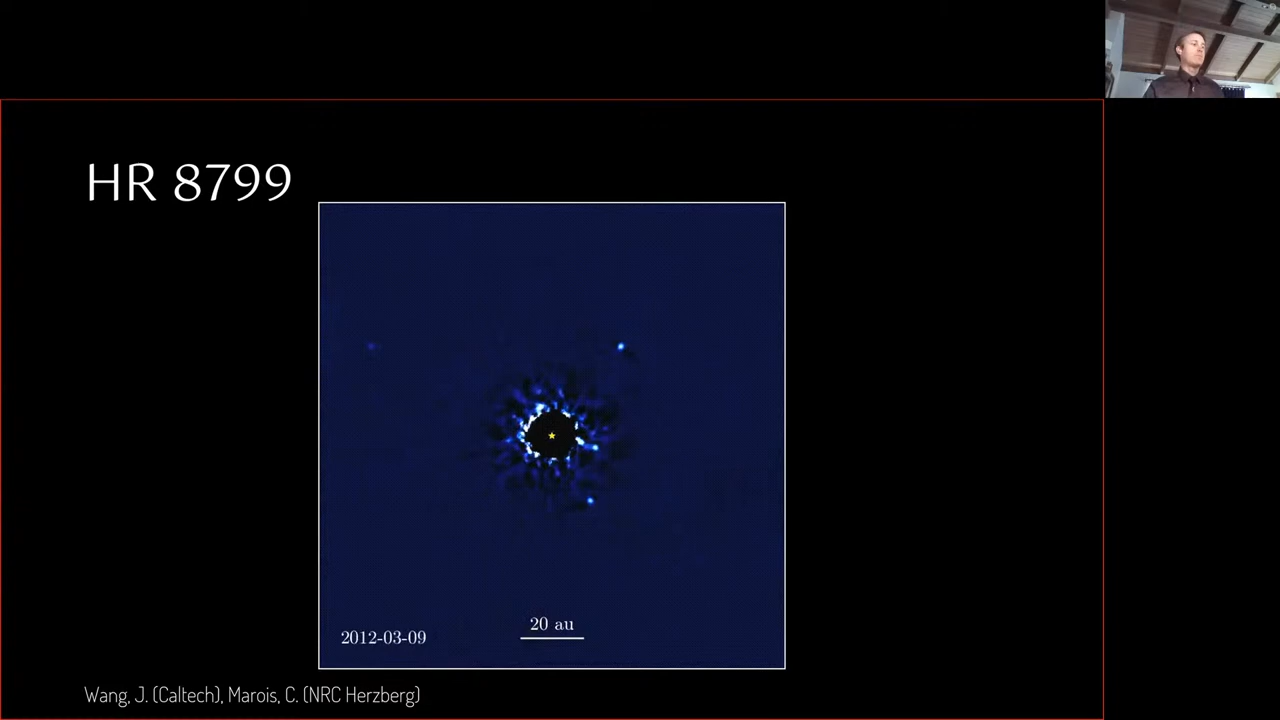 HR 8799
20 au
2012-03-09
Wang, J. (Caltech), Marois, C. (NRC Herzberg)